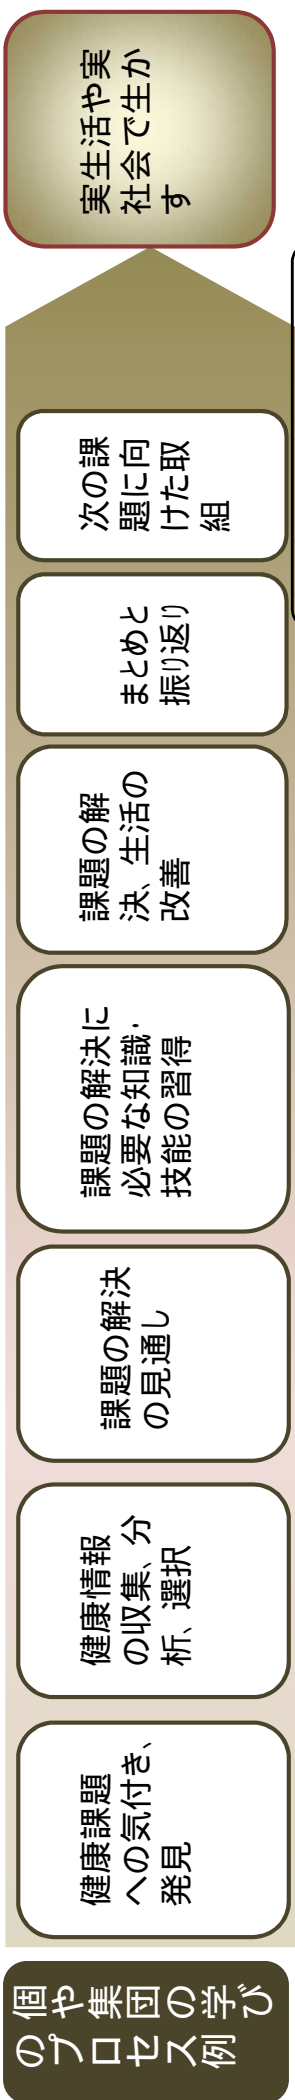 個や集団の学び
のプロセス例
健康課題
への気付き、
発見
健康情報
の収集、分
析、選択
課題の解決
の見通し
課題の解決に
必要な知識・
技能の習得
課題の解
決、生活の
改善
まとめと
振り返り
次の課
題に向
けた取
組
実生活や実
社会で生か
す